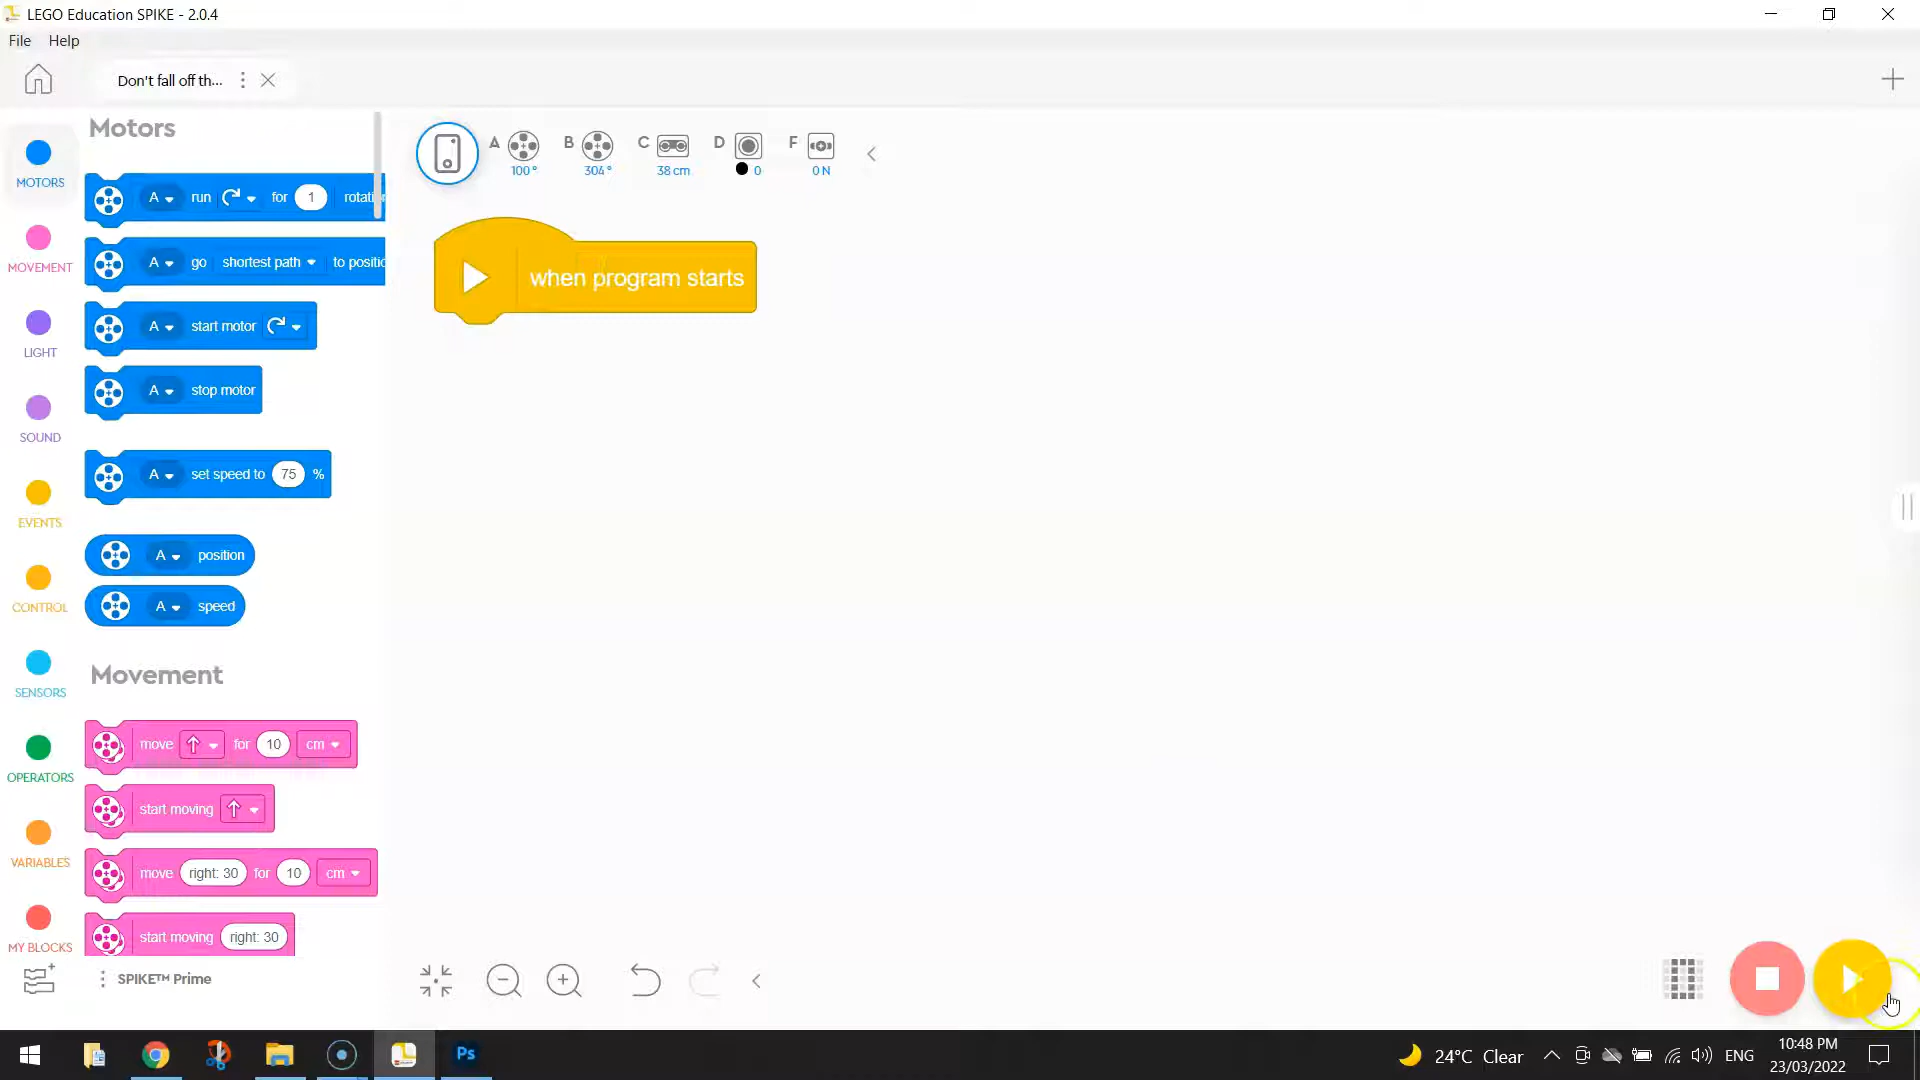 LEGO Education SPIKE - 2.0.4
File Help
Don't fall off th...
Motors
A B C D F
100° 304° 38 cm 0 0 N
MOTORS
A run for 1
MOVEMENT
A go shortest path
LIGHT
A start motor
SOUND
A stop motor
EVENTS
A set speed to 75 %
CONTROL
A position
A speed
SENSORS
OPERATORS
VARIABLES
MY BLOCKS
Movement
move for 10 cm
start moving
move right: 30 for 10 cm
start moving right: 30
SPIKE™ Prime
when program starts
Ps
24°C Clear
ENG
10:48 PM
23/03/2022